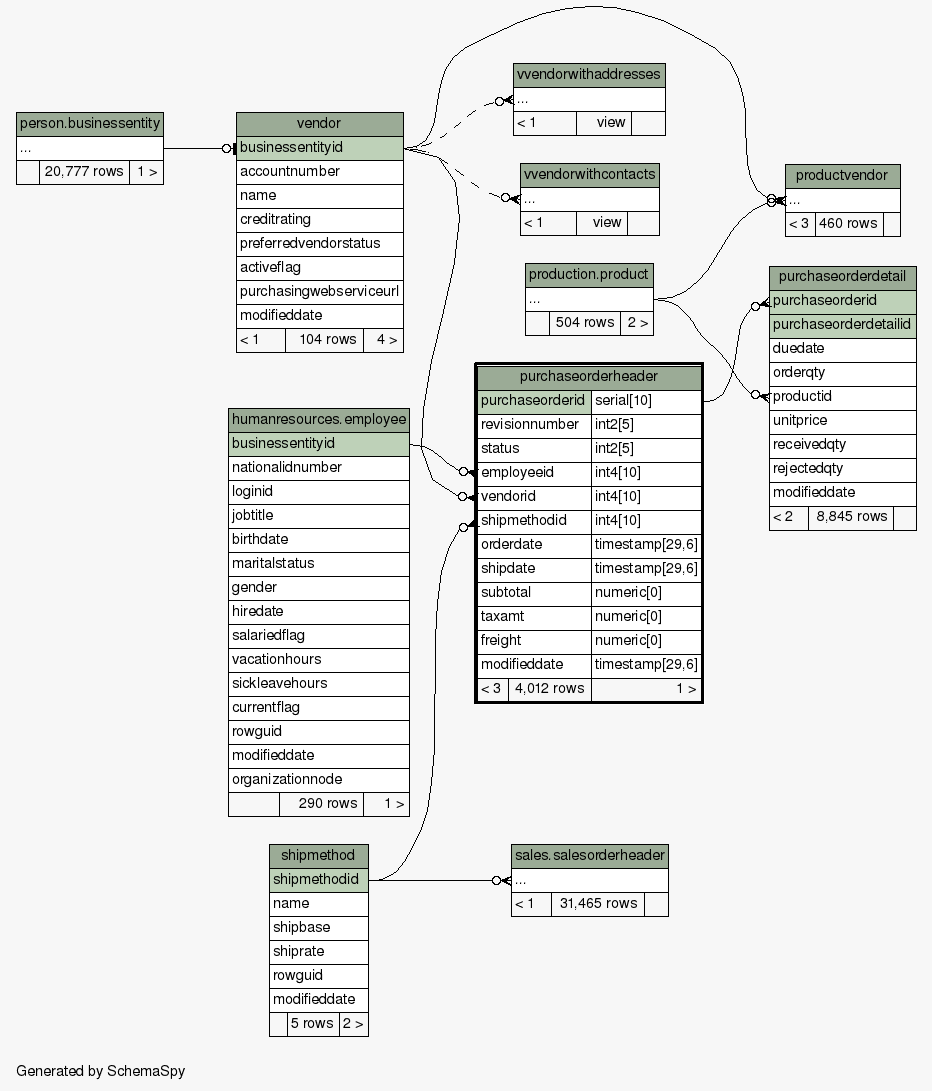 person.businessentity
...
20,777 rows 1 >
vendor
businessentityid
accountnumber
name
creditrating
preferredvendorstatus
activeflag
purchasingwebserviceurl
modifieddate
< 1 104 rows 4 >
vvendorwithaddresses
...
< 1 view
vvendorwithcontacts
...
< 1 view
productvendor
...
< 3 460 rows
production.product
...
504 rows 2 >
purchaseorderdetail
purchaseorderid
purchaseorderdetailid
duedate
orderqty
productid
unitprice
receivedqty
rejectedqty
modifieddate
< 2 8,845 rows
purchaseorderheader
purchaseorderid serial[10]
revisionnumber int2[5]
status int2[5]
employeeid int4[10]
vendorid int4[10]
shipmethodid int4[10]
orderdate timestamp[29,6]
shipdate timestamp[29,6]
subtotal numeric[0]
taxamt numeric[0]
freight numeric[0]
modifieddate timestamp[29,6]
< 3 4,012 rows 1 >
humanresources.employee
businessentityid
nationalidnumber
loginid
jobtitle
birthdate
maritalstatus
gender
hiredate
salariedflag
vacationhours
sickleavehours
currentflag
rowguid
modifieddate
organizationnode
290 rows 1 >
shipmethod
shipmethodid
name
shipbase
shiprate
rowguid
modifieddate
5 rows 2 >
sales.salesorderheader
...
< 1 31,465 rows
Generated by SchemaSpy